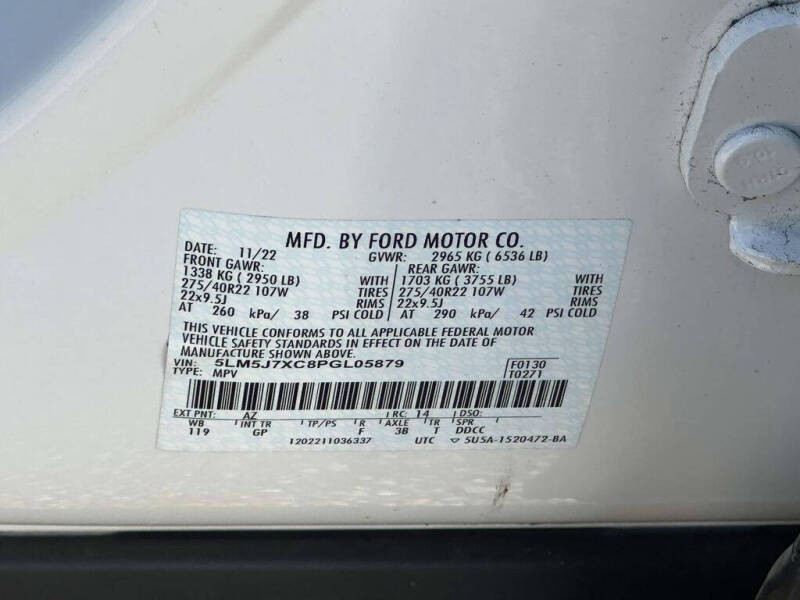 MFD. BY FORD MOTOR CO.
DATE: 11/22 GVWR: 2965 KG ( 6536 LB)
FRONT GAWR: REAR GAWR:
1338 KG ( 2950 LB) WITH 1703 KG ( 3755 LB) WITH
275/40R22 107W TIRES 275/40R22 107W TIRES
22x9.5J RIMS 22x9.5J RIMS
AT 260 kPa/ 38 PSI COLD AT 290 kPa/ 42 PSI COLD
THIS VEHICLE CONFORMS TO ALL APPLICABLE FEDERAL MOTOR
VEHICLE SAFETY STANDARDS IN EFFECT ON THE DATE OF
MANUFACTURE SHOWN ABOVE.
VIN: 5LM5J7XC8PGL05879 F0130
TYPE: MPV T0271
EXT PNT: AZ RC: 14 DSO:
WB INT TR TP/PS R AXLE TR SPR
119 GP F 3B T DDCC
1202211036337 UTC ▽ 5U5A-1520472-BA